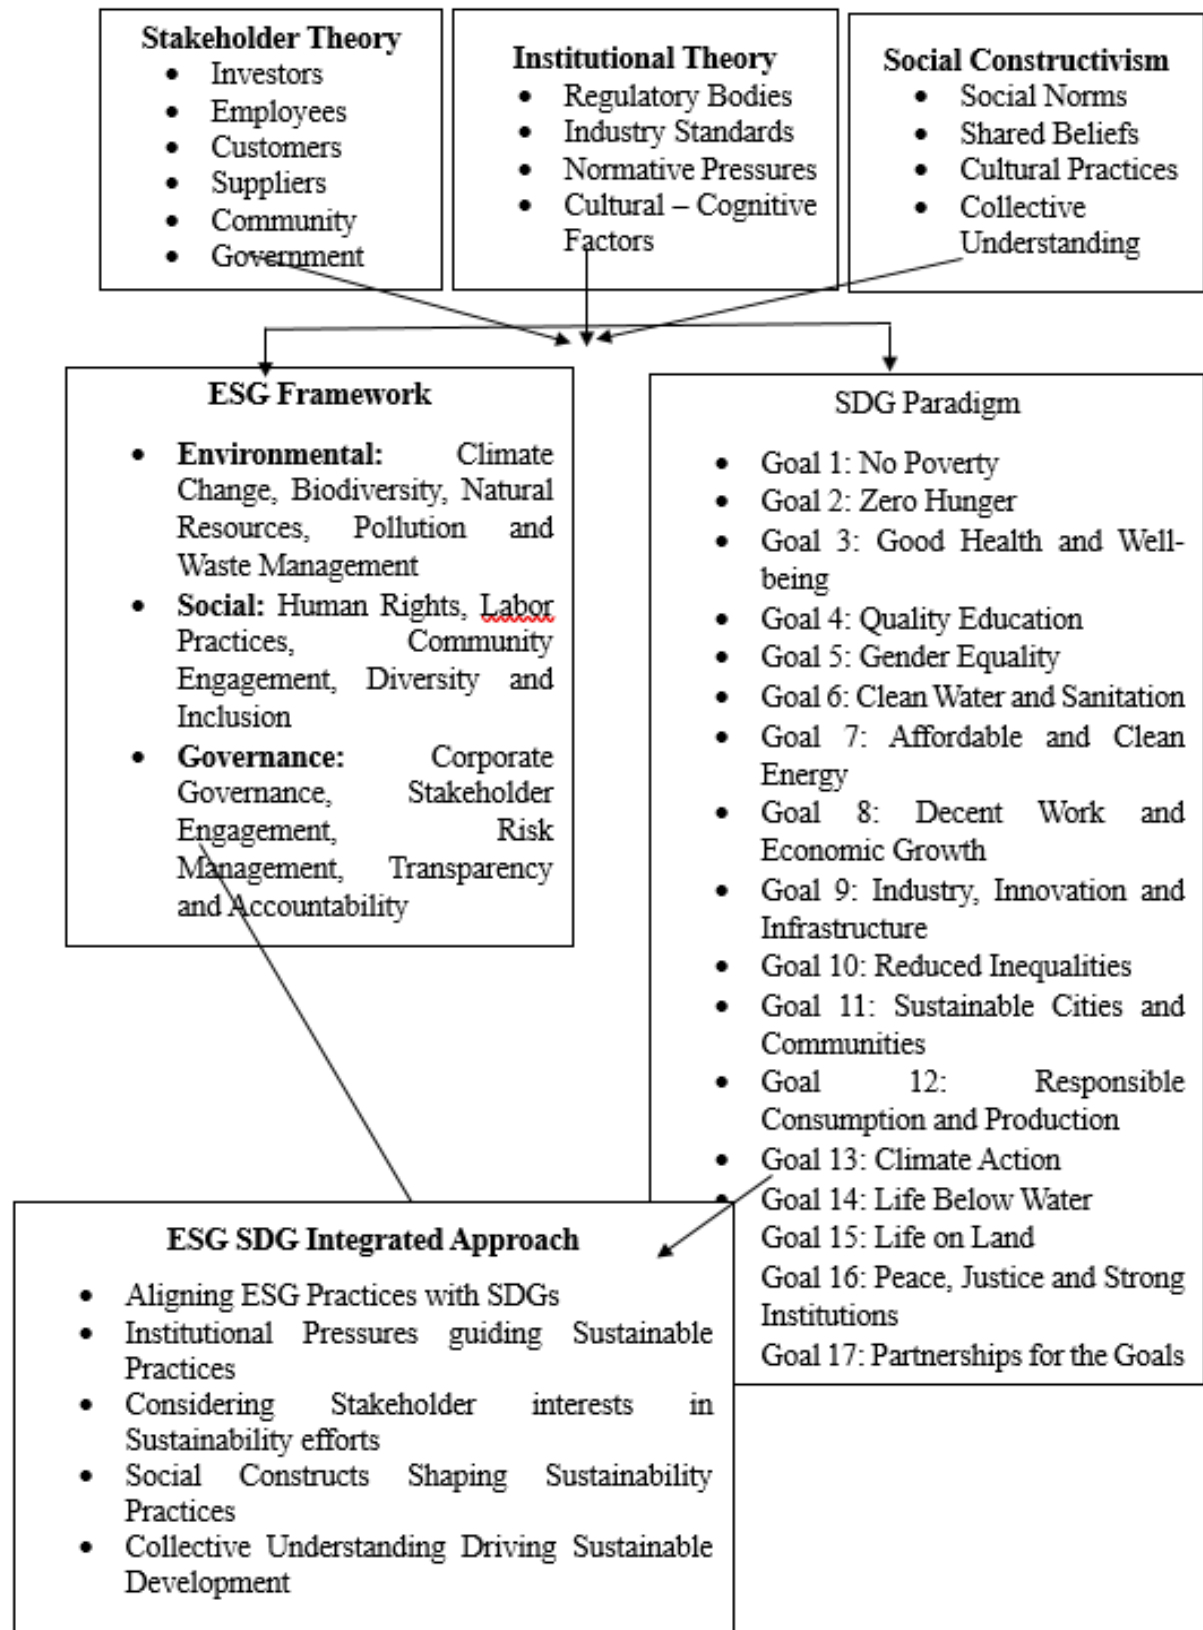 Stakeholder Theory
• Investors
• Employees
• Customers
• Suppliers
• Community
• Government
Institutional Theory
• Regulatory Bodies
• Industry Standards
• Normative Pressures
• Cultural – Cognitive
Factors
Social Constructivism
• Social Norms
• Shared Beliefs
• Cultural Practices
• Collective
Understanding
ESG Framework
• Environmental: Climate
Change, Biodiversity, Natural
Resources, Pollution and
Waste Management
• Social: Human Rights, Labor
Practices, Community
Engagement, Diversity and
Inclusion
• Governance: Corporate
Governance, Stakeholder
Engagement, Risk
Management, Transparency
and Accountability
SDG Paradigm
• Goal 1: No Poverty
• Goal 2: Zero Hunger
• Goal 3: Good Health and Well-
being
• Goal 4: Quality Education
• Goal 5: Gender Equality
• Goal 6: Clean Water and Sanitation
• Goal 7: Affordable and Clean
Energy
• Goal 8: Decent Work and
Economic Growth
• Goal 9: Industry, Innovation and
Infrastructure
• Goal 10: Reduced Inequalities
• Goal 11: Sustainable Cities and
Communities
• Goal 12: Responsible
Consumption and Production
• Goal 13: Climate Action
• Goal 14: Life Below Water
Goal 15: Life on Land
Goal 16: Peace, Justice and Strong
Institutions
Goal 17: Partnerships for the Goals
ESG SDG Integrated Approach
• Aligning ESG Practices with SDGs
• Institutional Pressures guiding Sustainable
Practices
• Considering Stakeholder interests in
Sustainability efforts
• Social Constructs Shaping Sustainability
Practices
• Collective Understanding Driving Sustainable
Development